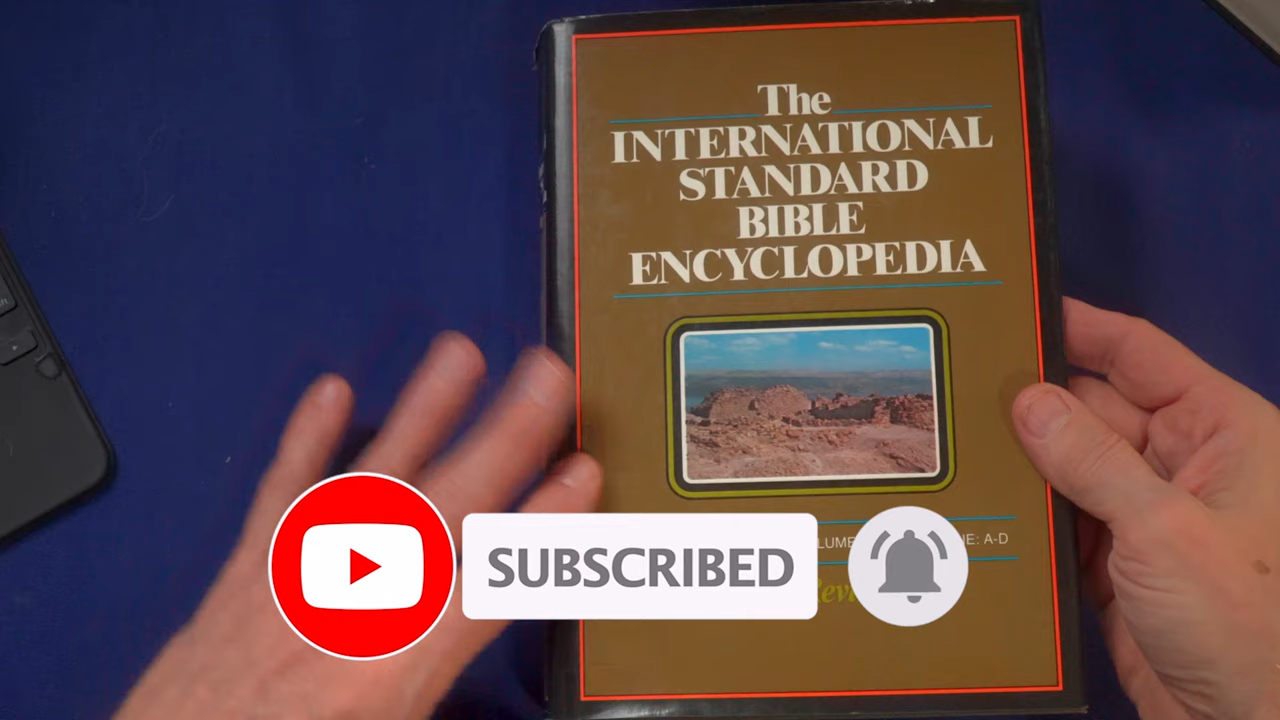 The
INTERNATIONAL
STANDARD
BIBLE
ENCYCLOPEDIA
A-D
SUBSCRIBED